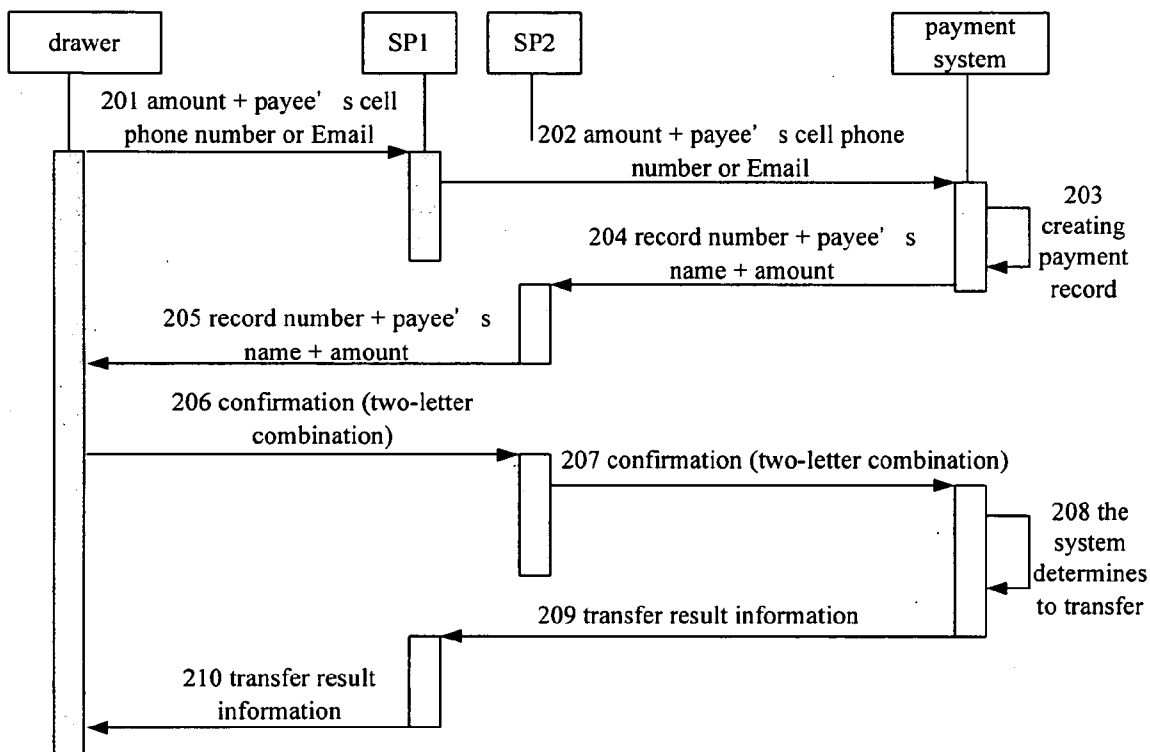 drawer
SP1
SP2
payment
system
201 amount + payee' s cell
phone number or Email
202 amount + payee' s cell phone
number or Email
203
creating
payment
record
204 record number + payee' s
name + amount
205 record number + payee' s
name + amount
206 confirmation (two-letter
combination)
207 confirmation (two-letter combination)
208 the
system
determines
to transfer
209 transfer result information
210 transfer result
information